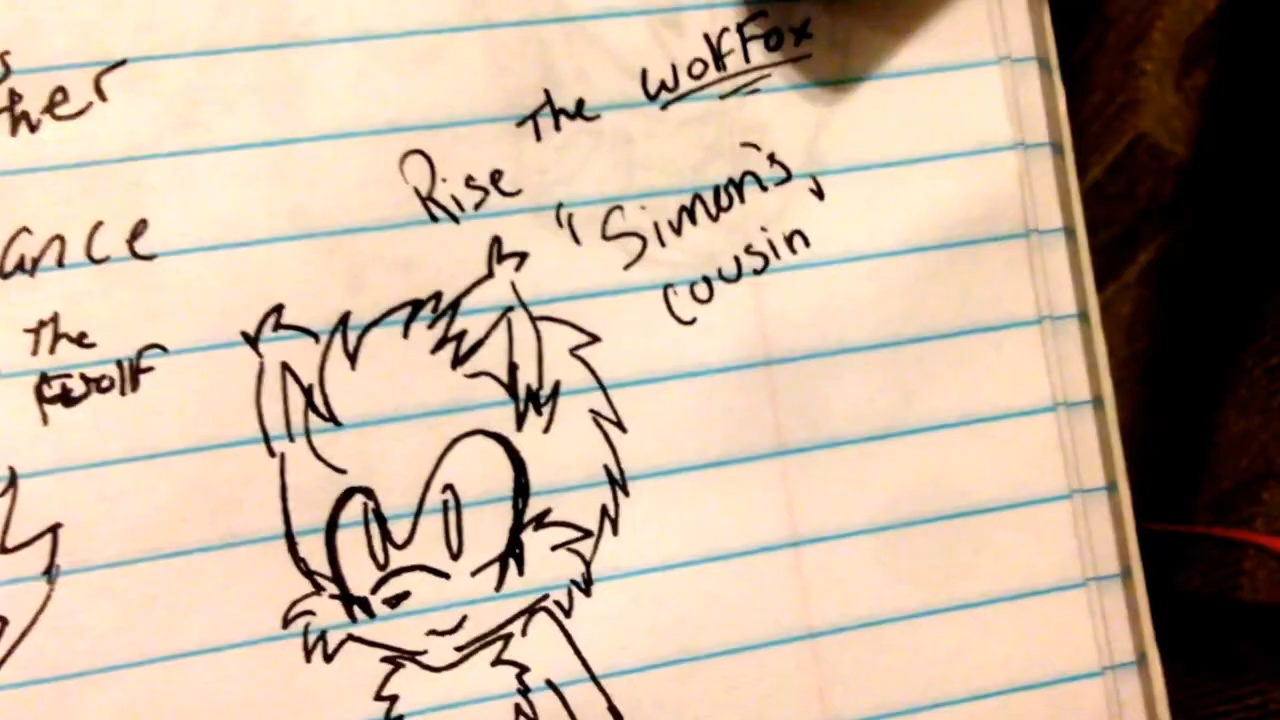 Rise The WolfFox
"Simon's,
cousin
ther
ance
The
wolf